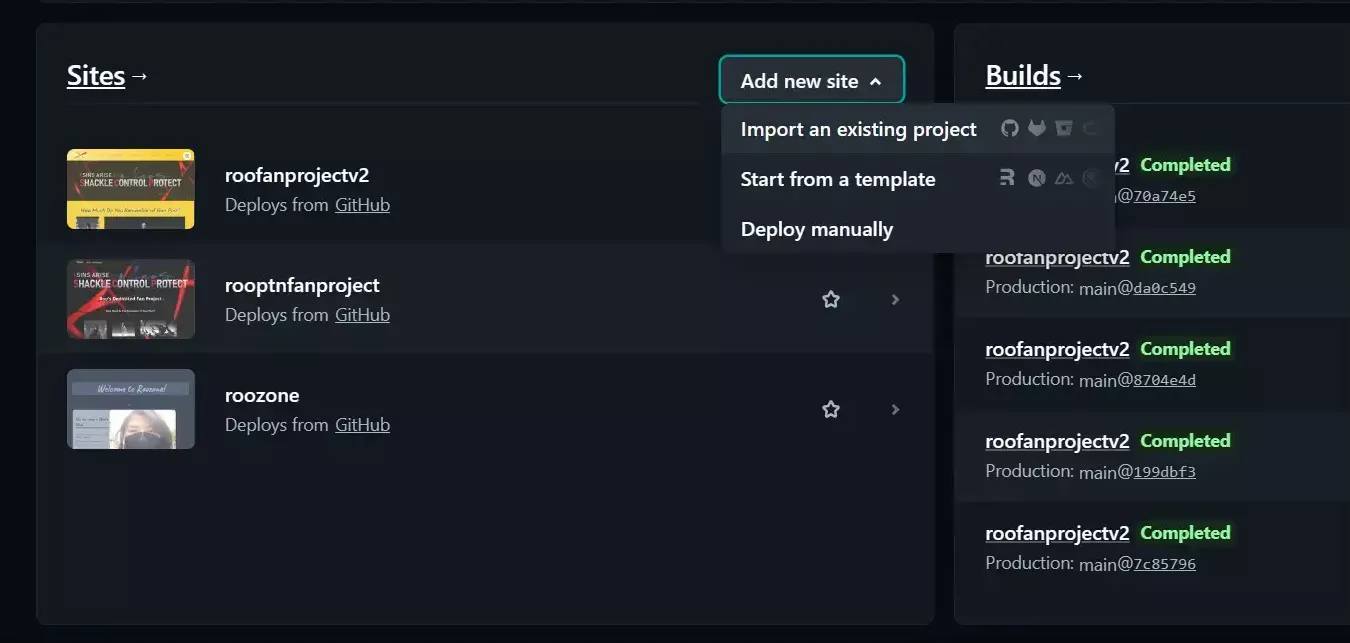 Sites →
Add new site
Import an existing project
Start from a template
Deploy manually
SINS ARISE
SHACKLE CONTROL PROTECT
roofanprojectv2
Deploys from GitHub
SINS ARISE
SHACKLE CONTROL PROTECT
rooptnfanproject
Deploys from GitHub
Welcome to Roozone!
roozone
Deploys from GitHub
Builds →
v2 Completed
@70a74e5
roofanprojectv2 Completed
Production: main@da0c549
roofanprojectv2 Completed
Production: main@8704e4d
roofanprojectv2 Completed
Production: main@199dbf3
roofanprojectv2 Completed
Production: main@7c85796